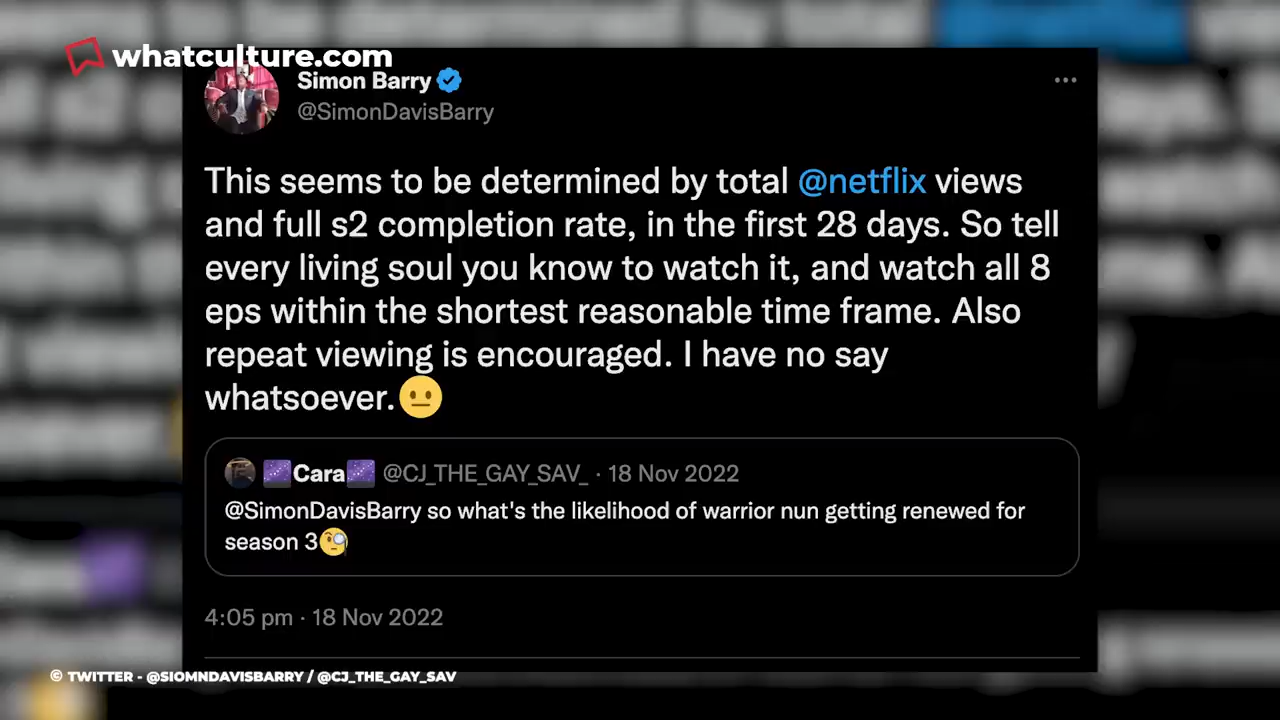 whatculture.com
Simon Barry
@SimonDavisBarry
This seems to be determined by total @netflix views
and full s2 completion rate, in the first 28 days. So tell
every living soul you know to watch it, and watch all 8
eps within the shortest reasonable time frame. Also
repeat viewing is encouraged. I have no say
whatsoever.😐
🌌Cara🌌 @CJ_THE_GAY_SAV_ · 18 Nov 2022
@SimonDavisBarry so what's the likelihood of warrior nun getting renewed for
season 3🧐
4:05 pm · 18 Nov 2022
© TWITTER - @SIOMNDAVISBARRY / @CJ_THE_GAY_SAV